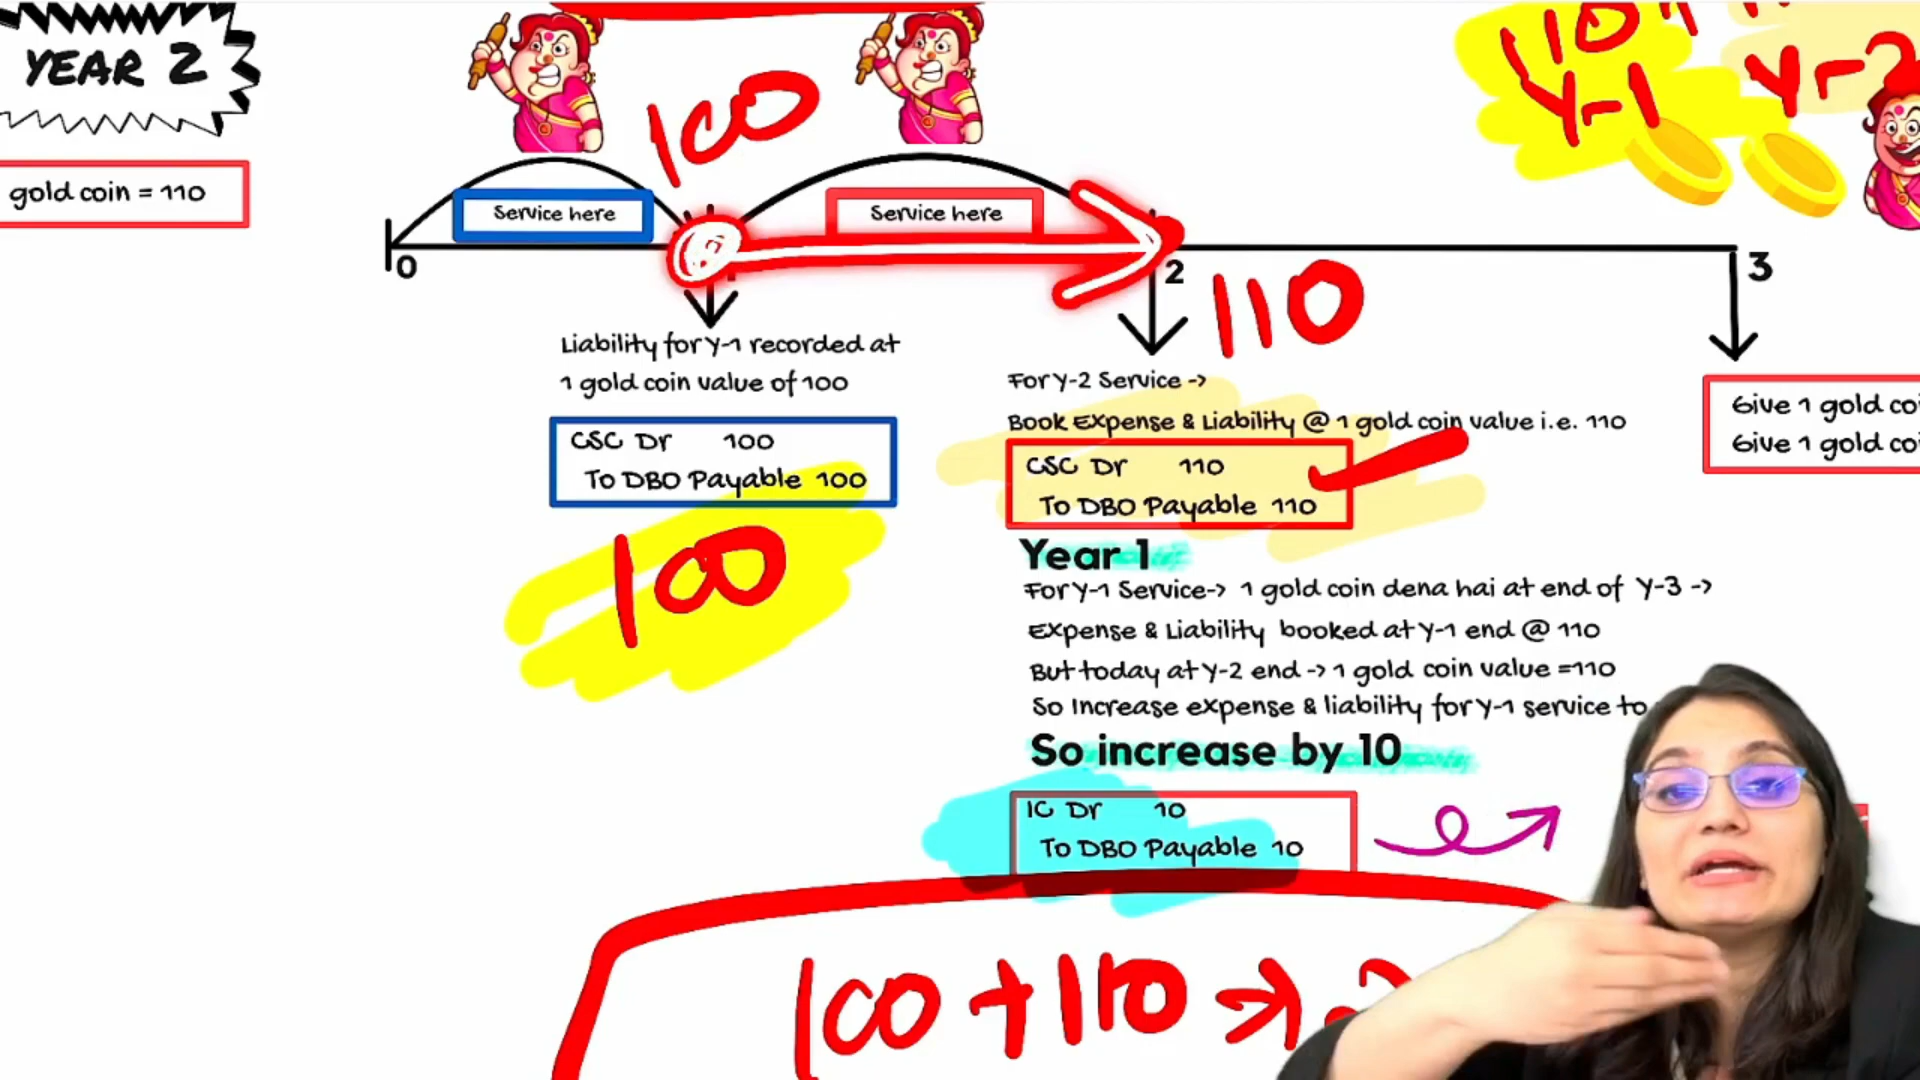 YEAR 2
gold coin = 110
100
110
Y-1
Service here
Service here
0
2
3
110
Liability for Y-1 recorded at
1 gold coin value of 100
CSC Dr 100
To DBO Payable 100
100
For Y-2 Service ->
Book Expense & Liability @ 1 gold coin value i.e. 110
CSC Dr 110
To DBO Payable 110
Give 1 gold
Give 1 gold
Year 1
For Y-1 Service-> 1 gold coin dena hai at end of Y-3 ->
Expense & Liability booked at Y-1 end @ 110
But today at Y-2 end -> 1 gold coin value =110
So Increase expense & liability for Y-1 service to
So increase by 10
IC Dr 10
To DBO Payable 10
100 + 110 →